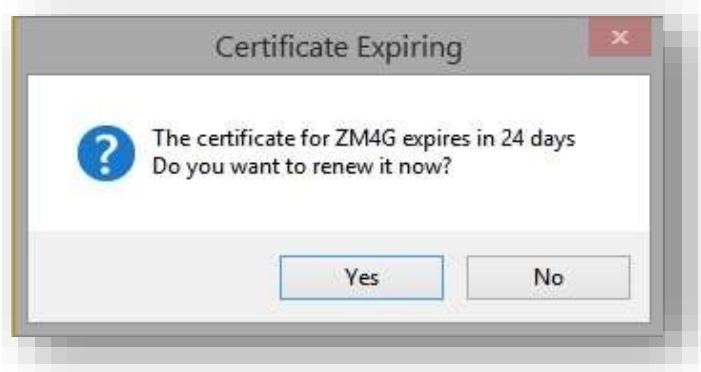 Certificate Expiring
The certificate for ZM4G expires in 24 days
Do you want to renew it now?
Yes
No